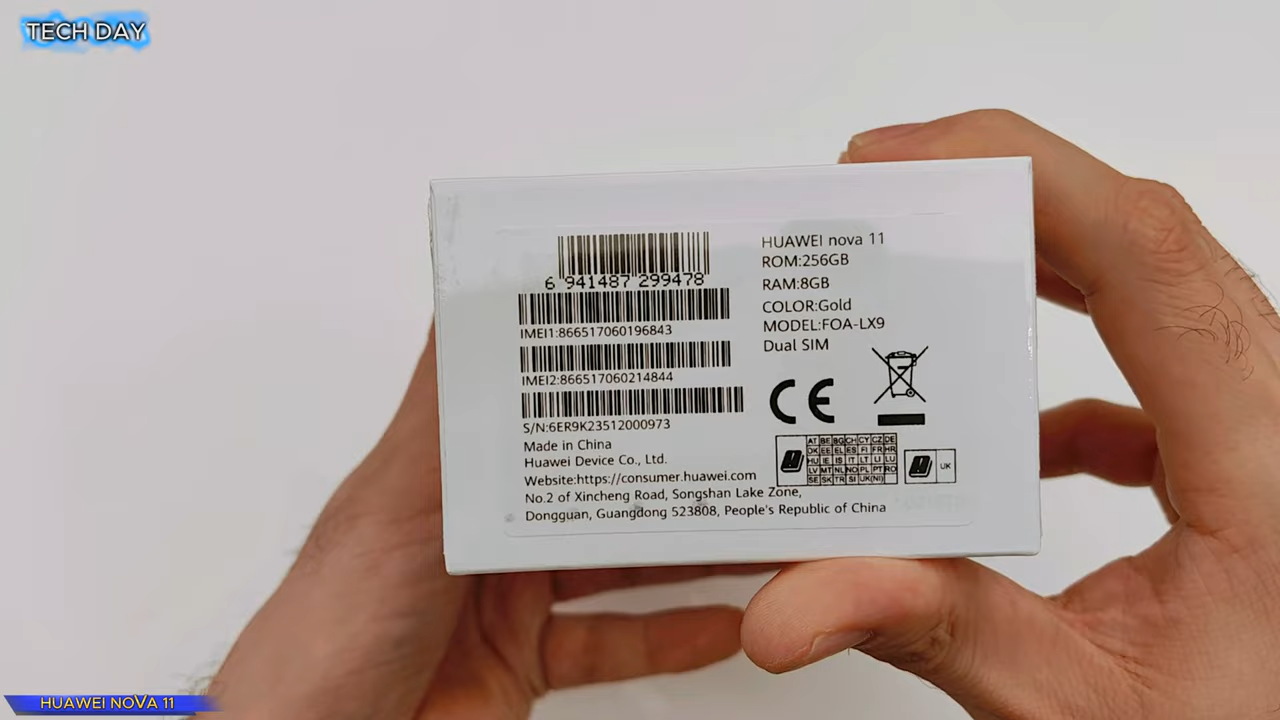 TECH DAY
6 941487 299478
IMEI1:866517060196843
IMEI2:866517060214844
S/N:6ER9K23512000973
Made in China
Huawei Device Co., Ltd.
Website:https://consumer.huawei.com
No.2 of Xincheng Road, Songshan Lake Zone,
Dongguan, Guangdong 523808, People's Republic of China
HUAWEI nova 11
ROM:256GB
RAM:8GB
COLOR:Gold
MODEL:FOA-LX9
Dual SIM
CE
AT BE BG CH CY CZ DE
DK EE EL ES FI FR HR
HU IE IS IT LT LI LU
LV MT NL NO PL PT RO
SE SK TR SI UK(NI)
UK
HUAWEI NOVA 11